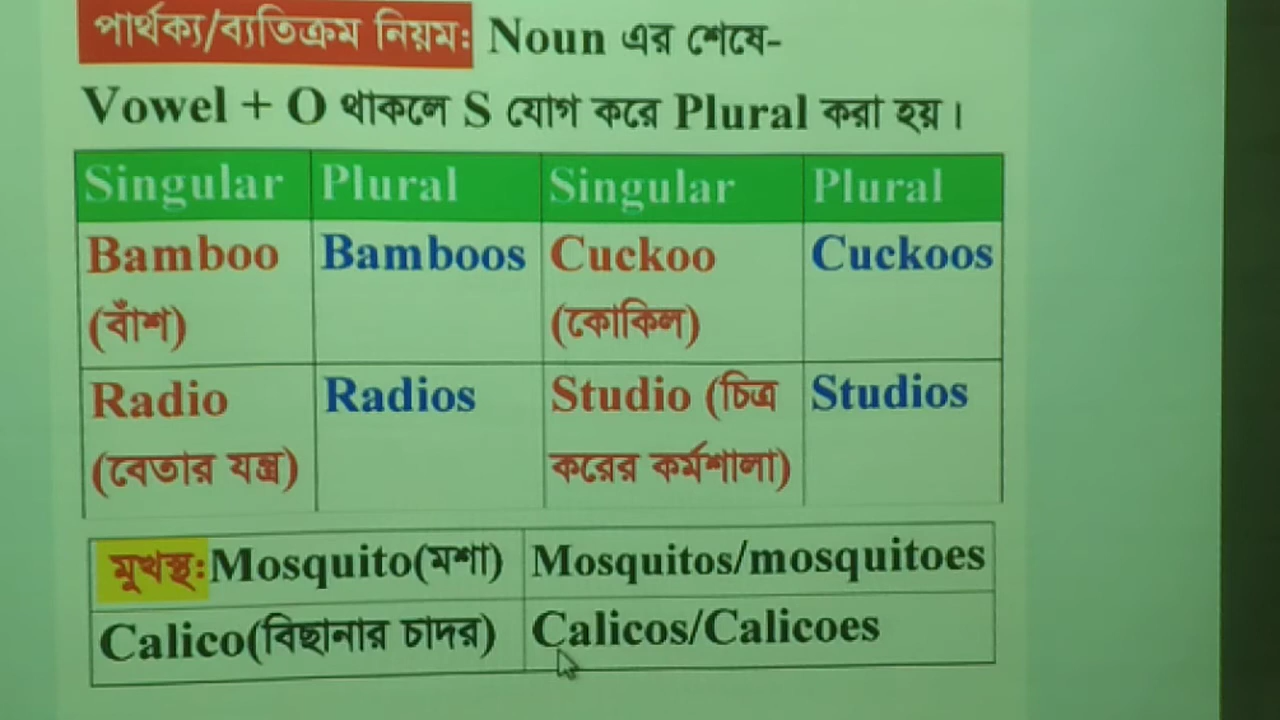 পার্থক্য/ব্যতিক্রম নিয়ম: Noun এর শেষে-
Vowel + O থাকলে S যোগ করে Plural করা হয়।
Singular Plural Singular Plural
Bamboo Bamboos Cuckoo Cuckoos
(বাঁশ) (কোকিল)
Radio Radios Studio (চিত্র Studios
(বেতার যন্ত্র) করের কর্মশালা)
মুখস্থ: Mosquito(মশা) Mosquitos/mosquitoes
Calico(বিছানার চাদর) Calicos/Calicoes